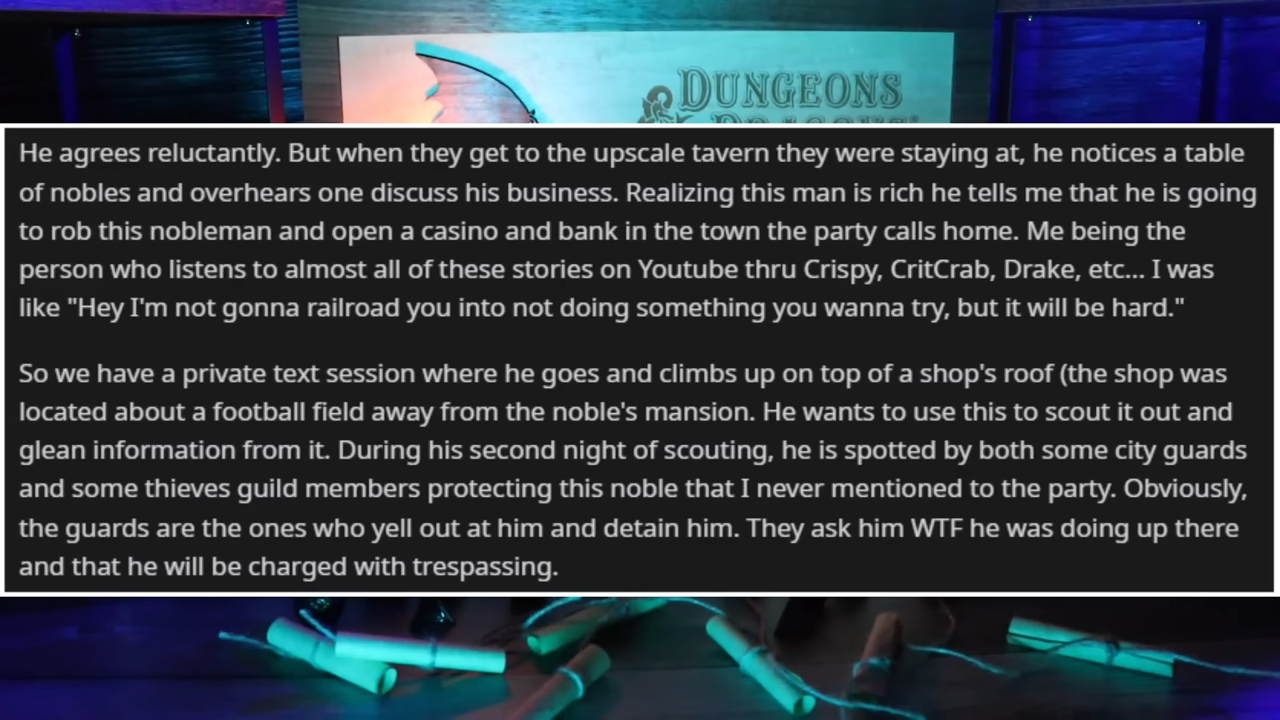 DUNGEONS
DRAGONS
He agrees reluctantly. But when they get to the upscale tavern they were staying at, he notices a table
of nobles and overhears one discuss his business. Realizing this man is rich he tells me that he is going
to rob this nobleman and open a casino and bank in the town the party calls home. Me being the
person who listens to almost all of these stories on Youtube thru Crispy, CritCrab, Drake, etc... I was
like "Hey I'm not gonna railroad you into not doing something you wanna try, but it will be hard."
So we have a private text session where he goes and climbs up on top of a shop's roof (the shop was
located about a football field away from the noble's mansion. He wants to use this to scout it out and
glean information from it. During his second night of scouting, he is spotted by both some city guards
and some thieves guild members protecting this noble that I never mentioned to the party. Obviously,
the guards are the ones who yell out at him and detain him. They ask him WTF he was doing up there
and that he will be charged with trespassing.